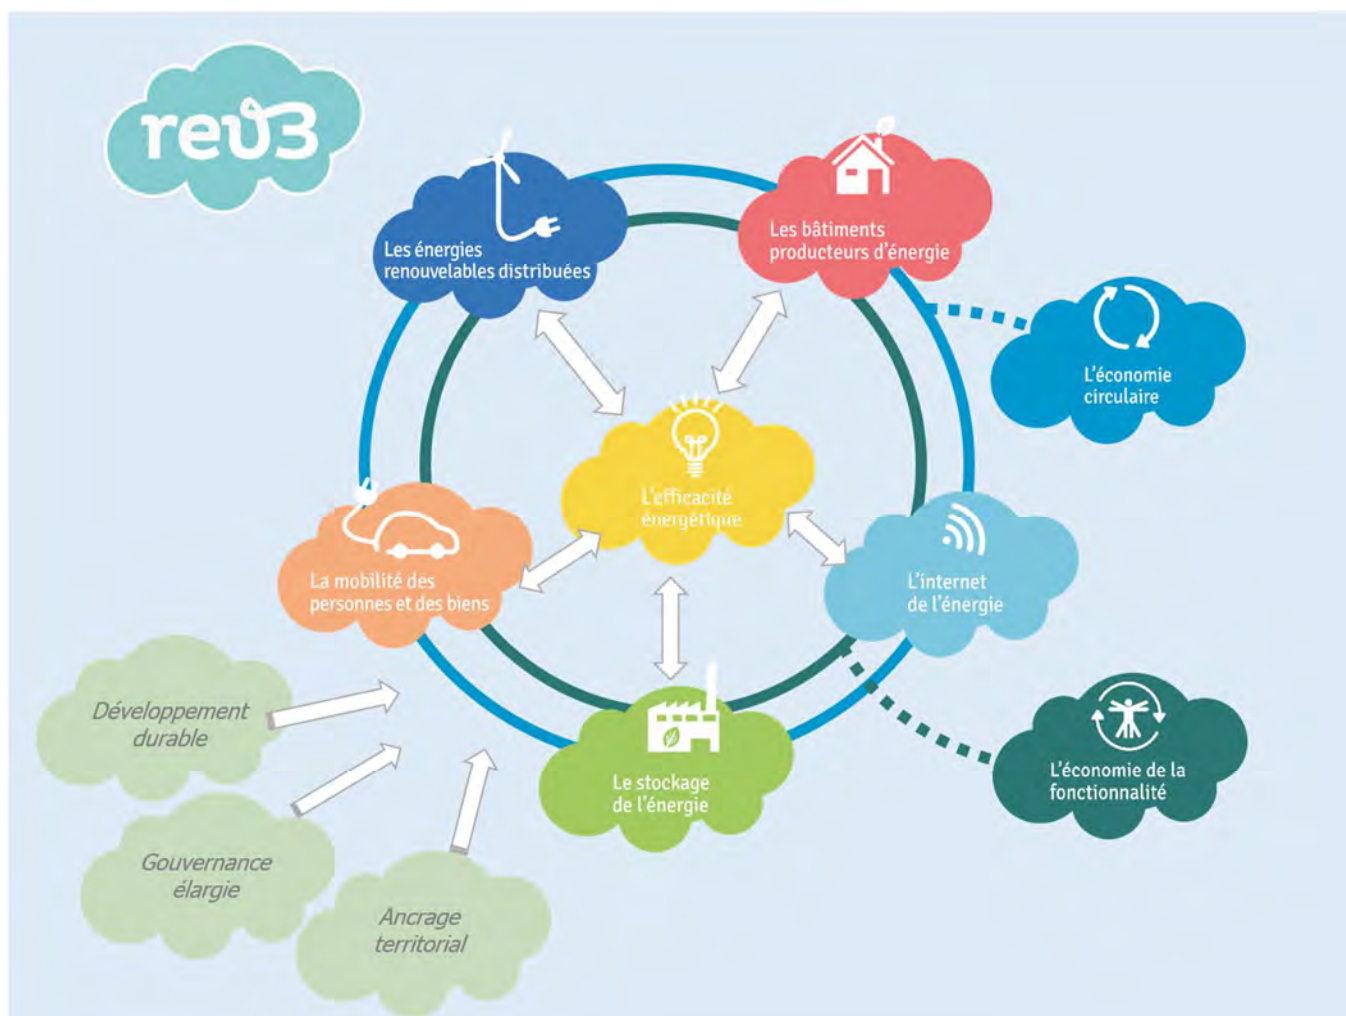 rev3
Les énergies
renouvelables distribuées
Les bâtiments
producteurs d'énergie
L'économie
circulaire
L'efficacité
énergétique
La mobilité des
personnes et des biens
L'internet
de l'énergie
Développement
durable
Le stockage
de l'énergie
L'économie de la
fonctionnalité
Gouvernance
élargie
Ancrage
territorial